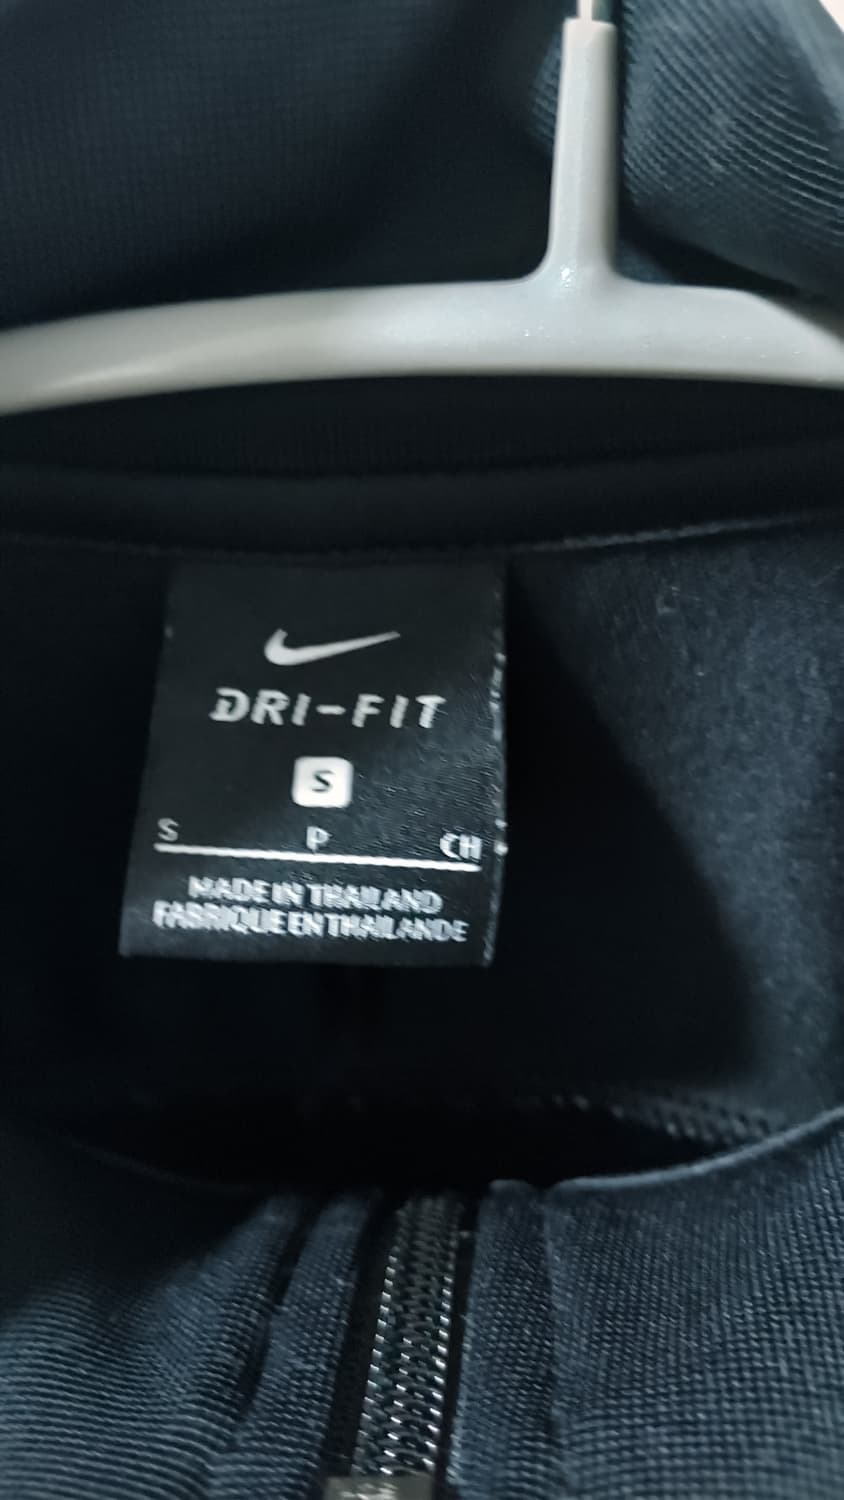 DRI-FIT
S
S P CH
MADE IN THAILAND
FABRIQUE EN THAILANDE